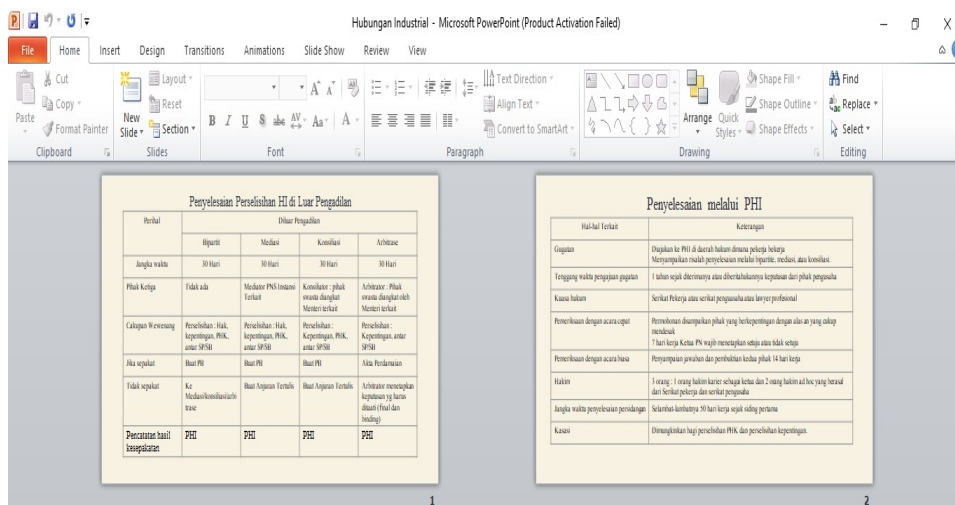 Hubungan Industrial - Microsoft PowerPoint (Product Activation Failed)
File Home Insert Design Transitions Animations Slide Show Review View
Paste
Cut
Copy
Format Painter
Clipboard
New Slide
Layout
Reset
Section
Slides
B I U S abc AV Aa A
Font
Text Direction
Align Text
Convert to SmartArt
Paragraph
Arrange
Quick Styles
Shape Fill
Shape Outline
Shape Effects
Drawing
Find
Replace
Select
Editing
Penyelesaian Perselisihan HI di Luar Pengadilan
Perihal Diluar Pengadilan
Bipartit Mediasi Konsiliasi Arbitrase
Jangka waktu 30 Hari 30 Hari 30 Hari 30 Hari
Pihak Ketiga
Tidak ada
Mediator PNS Instansi
Terkait
Konsiliator : pihak
swasta diangkat
Menteri terkait
Arbitrator : Pihak
swasta diangkat oleh
Menteri terkait
Cakupan Wewenang
Perselisihan : Hak,
kepentingan, PHK,
antar SP/SB
Perselisihan : Hak,
kepentingan, PHK,
antar SP/SB
Perselisihan :
Kepentingan, PHK,
antar SP/SB
Perselisihan :
Kepentingan, antar
SP/SB
Jika sepakat Buat PB Buat PB Buat PB Akta Perdamaian
Tidak sepakat
Ke
Mediasi/konsiliasi/arbi
trase
Buat Anjuran Tertulis
Buat Anjuran Tertulis
Arbitrator menetapkan
keputusan yg harus
ditaati (final dan
binding)
Pencatatan hasil
kesepakatan
PHI PHI PHI PHI
1
Penyelesaian melalui PHI
Hal-hal Terkait Keterangan
Gugatan
Diajukan ke PHI di daerah hukum dimana pekerja bekerja
Menyampaikan risalah penyelesaian melalui bipartite, mediasi, atau konsiliasi.
Tenggang waktu pengajuan gugatan
1 tahun sejak diterimanya atau diberitahukannya keputusan dari pihak pengusaha
Kuasa hukum
Serikat Pekerja atau serikat pengusaha atau lawyer profesional
Pemeriksaan dengan acara cepat
Permohonan disampaikan pihak yang berkepentingan dengan alasan yang cukup
mendesak
7 hari kerja Ketua PN wajib menetapkan setuju atau tidak setuju
Pemeriksaan dengan acara biasa
Penyampaian jawaban dan pembuktian kedua pihak 14 hari kerja
Hakim
3 orang : 1 orang hakim karier sebagai ketua dan 2 orang hakim ad hoc yang berasal
dari Serikat pekerja dan serikat pengusaha
Jangka waktu penyelesaian persidangan
Selambat-lambatnya 50 hari kerja sejak siding pertama
Kasasi
Dimungkinkan bagi perselisihan PHK dan perselisihan kepentingan.
2